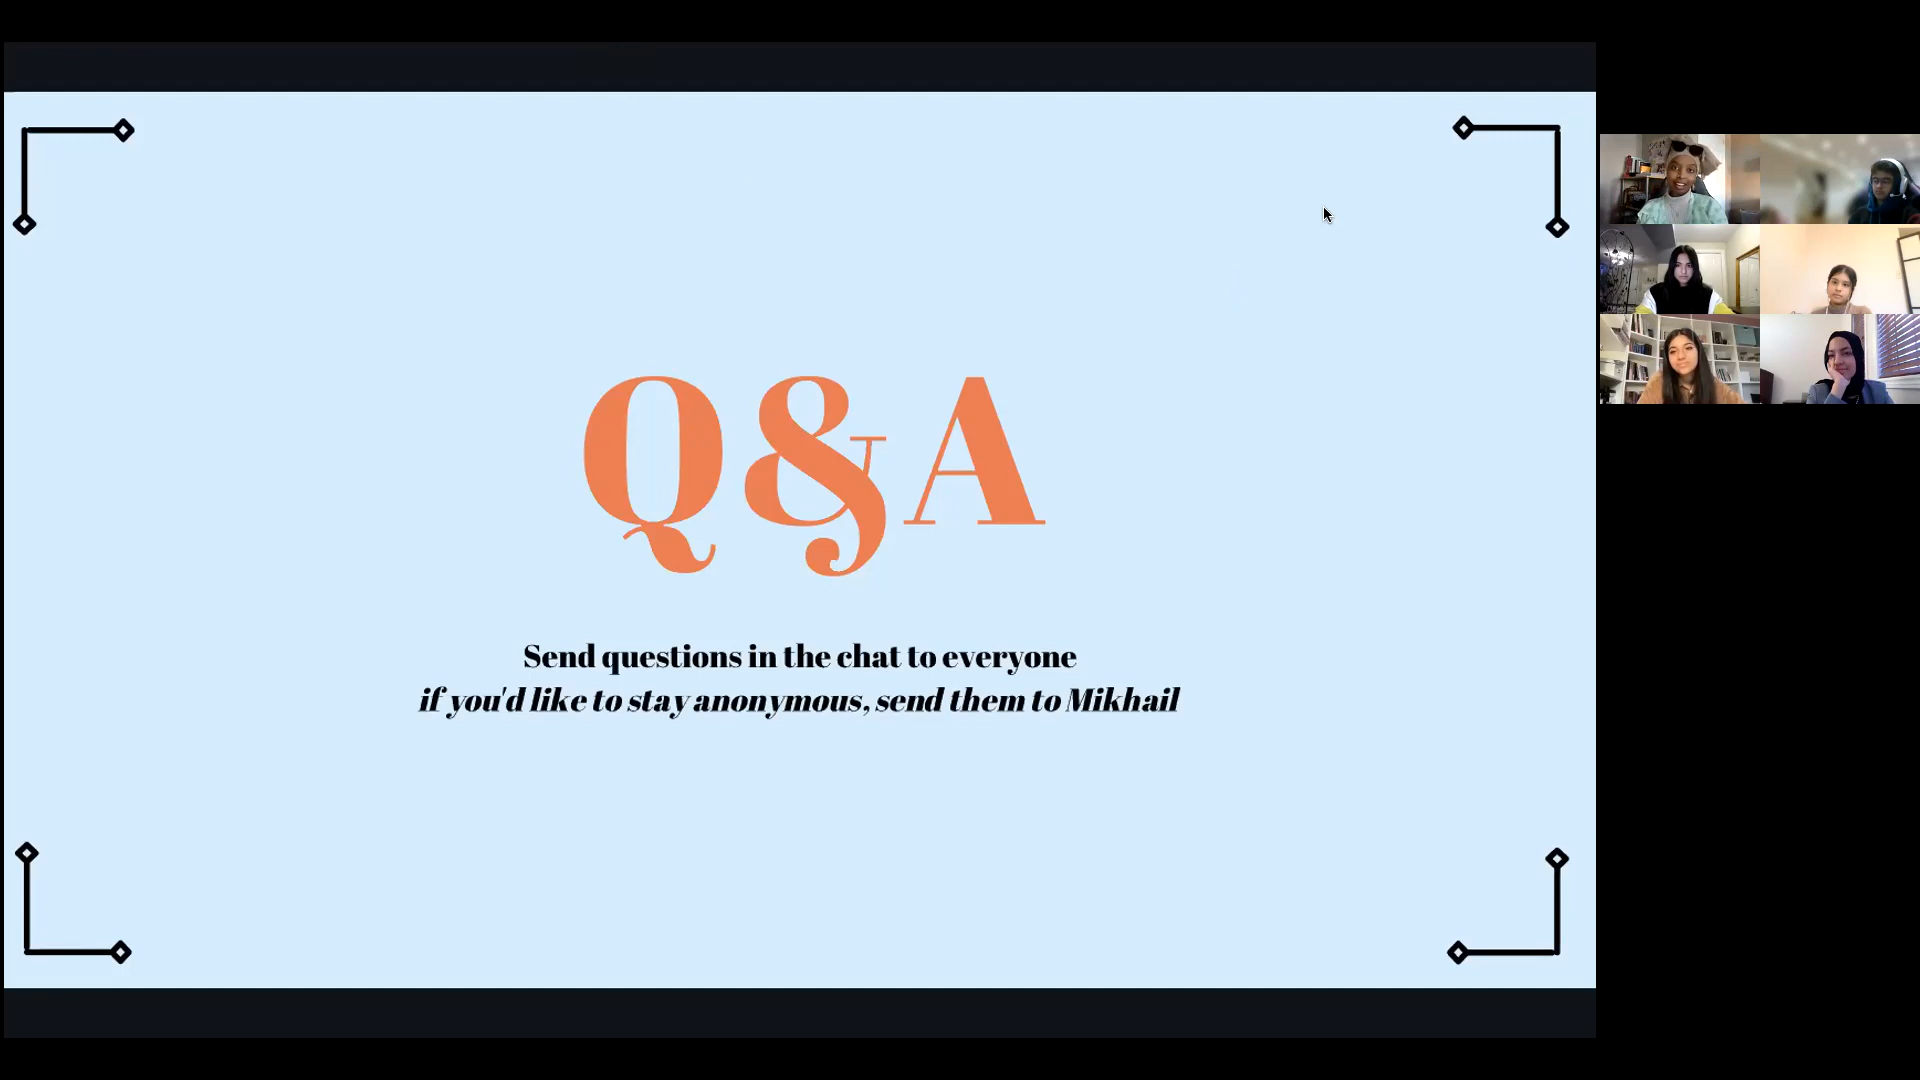 Q&A
Send questions in the chat to everyone
if you'd like to stay anonymous, send them to Mikhail